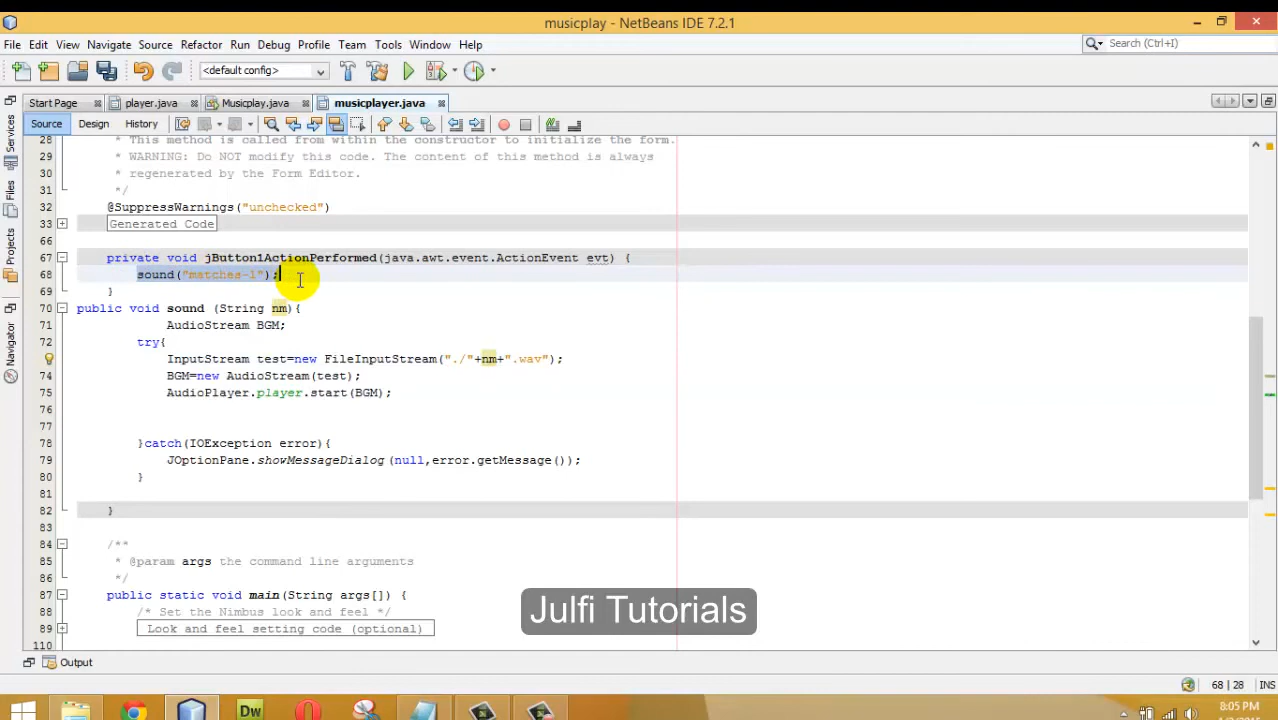 musicplay - NetBeans IDE 7.2.1
File Edit View Navigate Source Refactor Run Debug Profile Team Tools Window Help
Search (Ctrl+I)
<default config>
Start Page player.java Musicplay.java musicplayer.java
Source Design History
Services
Files
Projects
Navigator
28 * This method is called from within the constructor to initialize the form.
29 * WARNING: Do NOT modify this code. The content of this method is always
30 * regenerated by the Form Editor.
31 */
32 @SuppressWarnings("unchecked")
33 Generated Code
66
67 private void jButton1ActionPerformed(java.awt.event.ActionEvent evt) {
68 sound("matches-1");
69 }
70 public void sound (String nm){
71 AudioStream BGM;
72 try{
InputStream test=new FileInputStream("./"+nm+".wav");
74 BGM=new AudioStream(test);
75 AudioPlayer.player.start(BGM);
76
77
78 }catch(IOException error){
79 JOptionPane.showMessageDialog(null,error.getMessage());
80 }
81
82 }
83
84 /**
85 * @param args the command line arguments
86 */
87 public static void main(String args[]) {
88 /* Set the Nimbus look and feel */
89 Look and feel setting code (optional)
110
Julfi Tutorials
Output
68 | 28 INS
Dw
8:05 PM